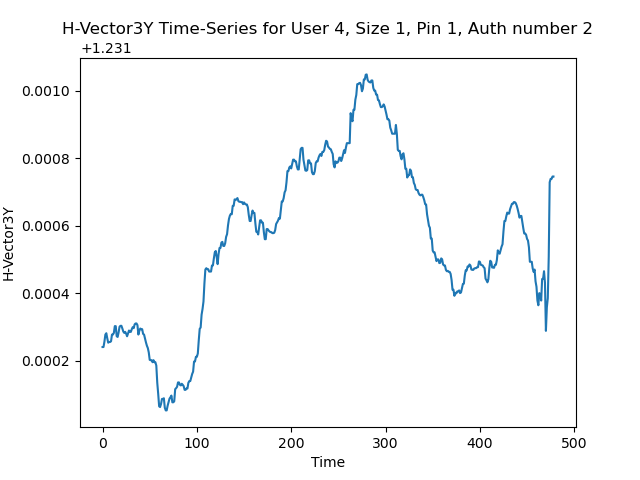 H-Vector3Y Time-Series for User 4, Size 1, Pin 1, Auth number 2
+1.231
0.0010
0.0008
0.0006
0.0004
0.0002
H-Vector3Y
0 100 200 300 400 500
Time